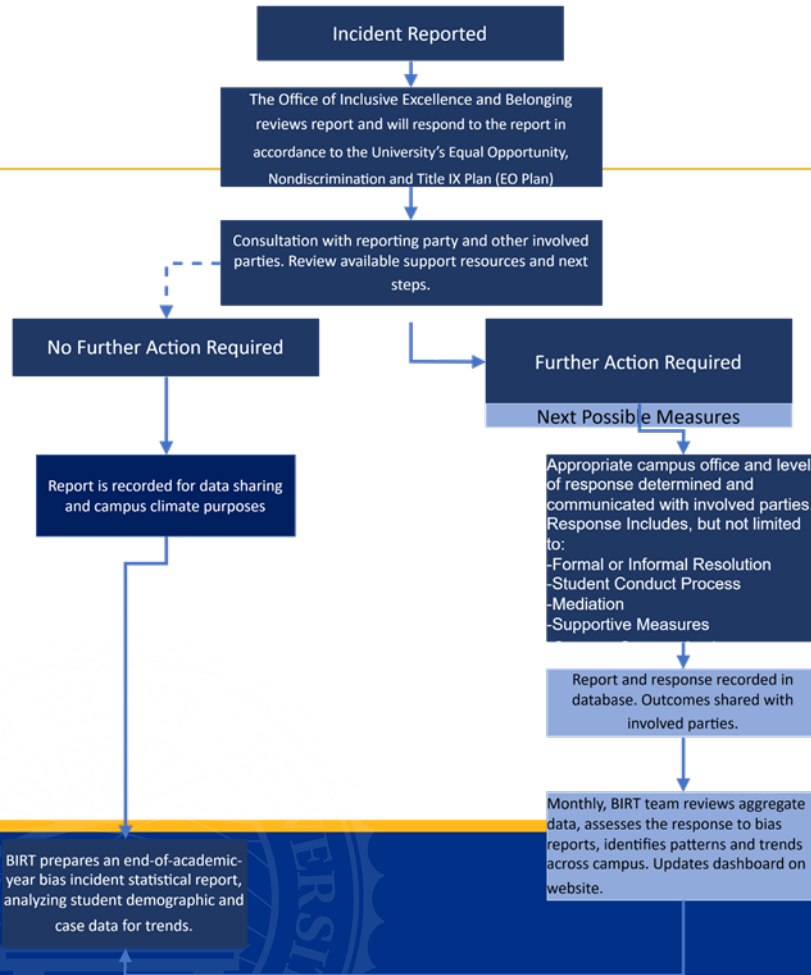 Incident Reported
The Office of Inclusive Excellence and Belonging
reviews report and will respond to the report in
accordance to the University's Equal Opportunity,
Nondiscrimination and Title IX Plan (EO Plan)
Consultation with reporting party and other involved
parties. Review available support resources and next
steps.
No Further Action Required
Further Action Required
Next Possible Measures
Report is recorded for data sharing
and campus climate purposes
Appropriate campus office and level
of response determined and
communicated with involved parties.
Response Includes, but not limited
to:
-Formal or Informal Resolution
-Student Conduct Process
-Mediation
-Supportive Measures
Report and response recorded in
database. Outcomes shared with
involved parties.
Monthly, BIRT team reviews aggregate
data, assesses the response to bias
reports, identifies patterns and trends
across campus. Updates dashboard on
website.
BIRT prepares an end-of-academic-
year bias incident statistical report,
analyzing student demographic and
case data for trends.